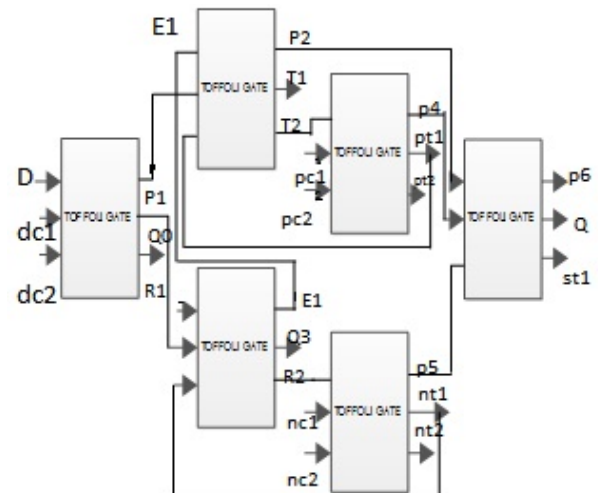 E1
P2
TOFFOLI GATE
T1
T2
p4
TOFFOLI GATE
pt1
pt2
pc1
pc2
D
P1
TOFFOLI GATE
dc1
Q0
dc2
R1
p6
TOFFOLI GATE
Q
st1
E1
TOFFOLI GATE
Q3
R2
p5
TOFFOLI GATE
nt1
nc1
nt2
nc2